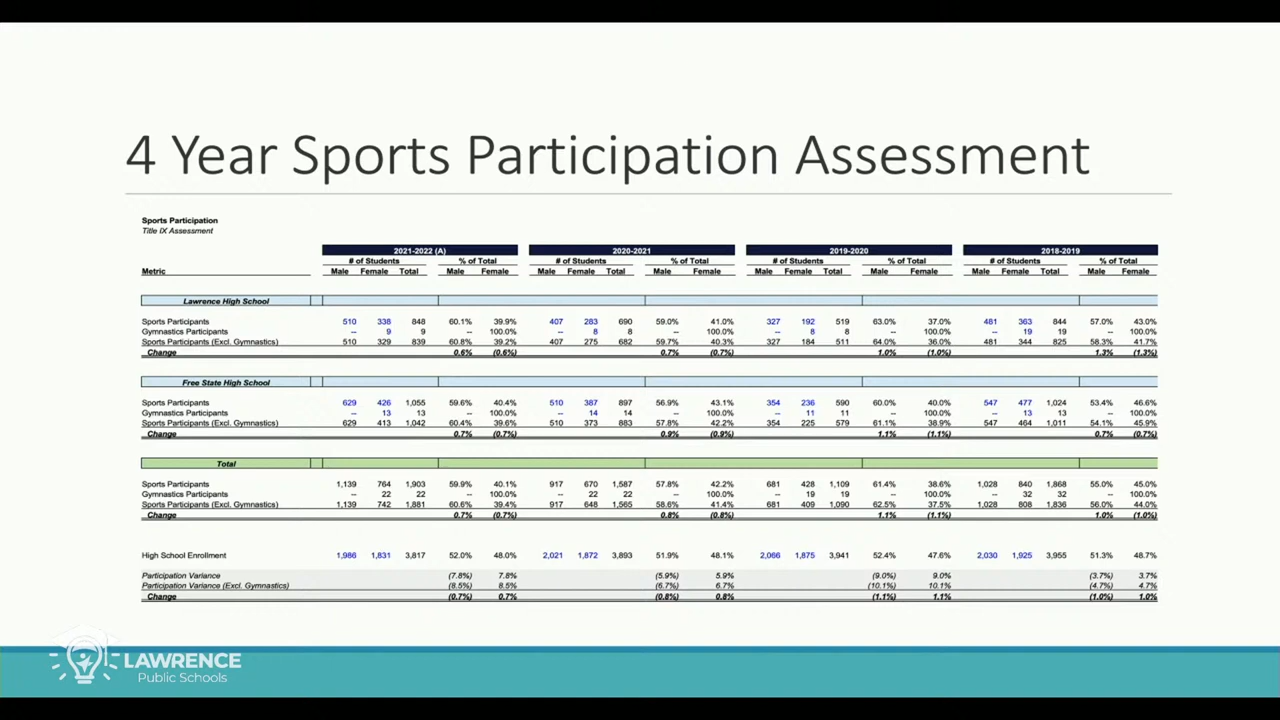 4 Year Sports Participation Assessment
Sports Participation
Title IX Assessment
2021-2022 (A) 2020-2021 2019-2020 2018-2019
# of Students % of Total # of Students % of Total # of Students % of Total # of Students % of Total
Metric Male Female Total Male Female Male Female Total Male Female Male Female Total Male Female Male Female Total Male Female
Lawrence High School
Sports Participants 510 338 848 60.1% 39.9% 407 283 690 59.0% 41.0% 327 192 519 63.0% 37.0% 481 363 844 57.0% 43.0%
Gymnastics Participants -- 9 9 100.0% -- 8 8 100.0% -- 8 8 100.0% -- 19 19 100.0%
Sports Participants (Excl. Gymnastics) 510 329 839 60.8% 39.2% 407 275 682 59.7% 40.3% 327 184 511 64.0% 36.0% 481 344 825 58.3% 41.7%
Change 0.6% (0.6%) 0.7% (0.7%) 1.0% (1.0%) 1.3% (1.3%)
Free State High School
Sports Participants 629 426 1,055 59.6% 40.4% 510 387 897 56.9% 43.1% 354 236 590 60.0% 40.0% 547 477 1,024 53.4% 46.6%
Gymnastics Participants -- 13 13 100.0% -- 14 14 100.0% -- 11 11 100.0% -- 13 13 100.0%
Sports Participants (Excl. Gymnastics) 629 413 1,042 60.4% 39.6% 510 373 883 57.8% 42.2% 354 225 579 61.1% 38.9% 547 464 1,011 54.1% 45.9%
Change 0.7% (0.7%) 0.9% (0.9%) 1.1% (1.1%) 0.7% (0.7%)
Total
Sports Participants 1,139 764 1,903 59.9% 40.1% 917 670 1,587 57.8% 42.2% 681 428 1,109 61.4% 38.6% 1,028 840 1,868 55.0% 45.0%
Gymnastics Participants -- 22 22 100.0% -- 22 22 100.0% -- 19 19 100.0% -- 32 32 100.0%
Sports Participants (Excl. Gymnastics) 1,139 742 1,881 60.6% 39.4% 917 648 1,565 58.6% 41.4% 681 409 1,090 62.5% 37.5% 1,028 808 1,836 56.0% 44.0%
Change 0.7% (0.7%) 0.8% (0.8%) 1.1% (1.1%) 1.0% (1.0%)
High School Enrollment 1,986 1,831 3,817 52.0% 48.0% 2,021 1,872 3,893 51.9% 48.1% 2,066 1,875 3,941 52.4% 47.6% 2,030 1,925 3,955 51.3% 48.7%
Participation Variance (7.8%) 7.8% (5.9%) 5.9% (9.0%) 9.0% (3.7%) 3.7%
Participation Variance (Excl. Gymnastics) (8.5%) 8.5% (6.7%) 6.7% (10.1%) 10.1% (4.7%) 4.7%
Change (0.7%) 0.7% (0.8%) 0.8% (1.1%) 1.1% (1.0%) 1.0%
LAWRENCE
Public Schools